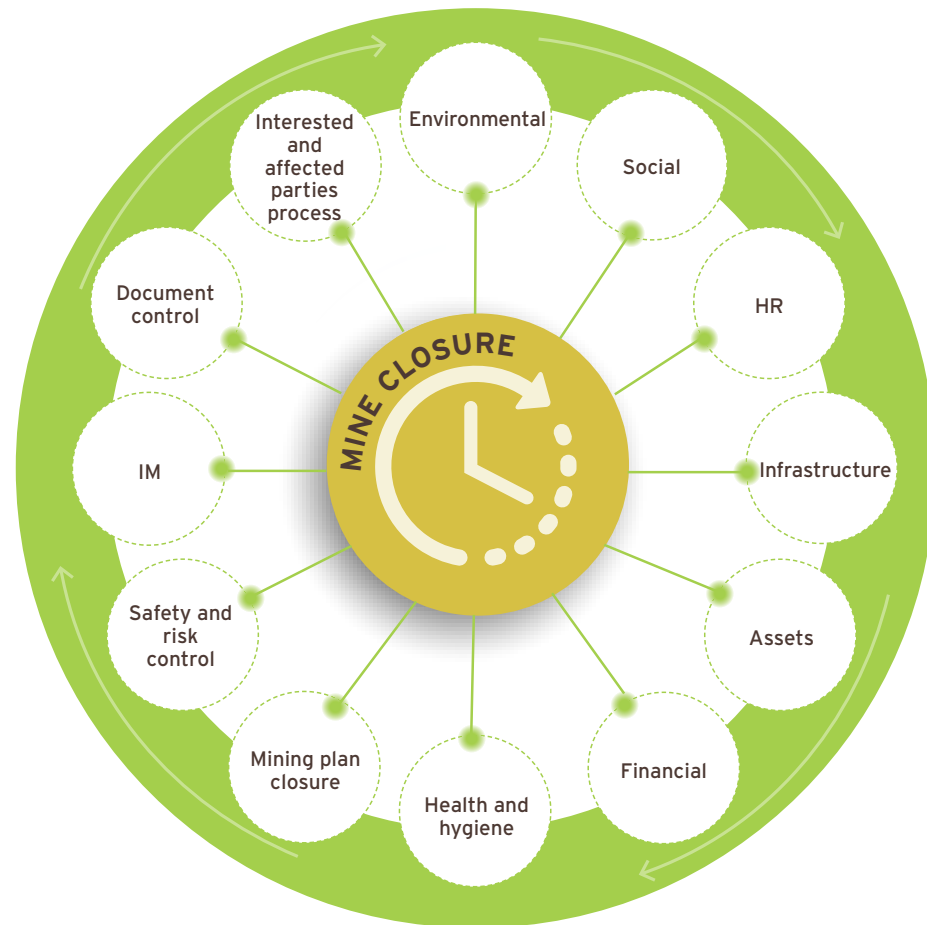 MINE CLOSURE
Environmental
Social
HR
Infrastructure
Assets
Financial
Health and
hygiene
Mining plan
closure
Safety and
risk
control
IM
Document
control
Interested
and
affected
parties
process